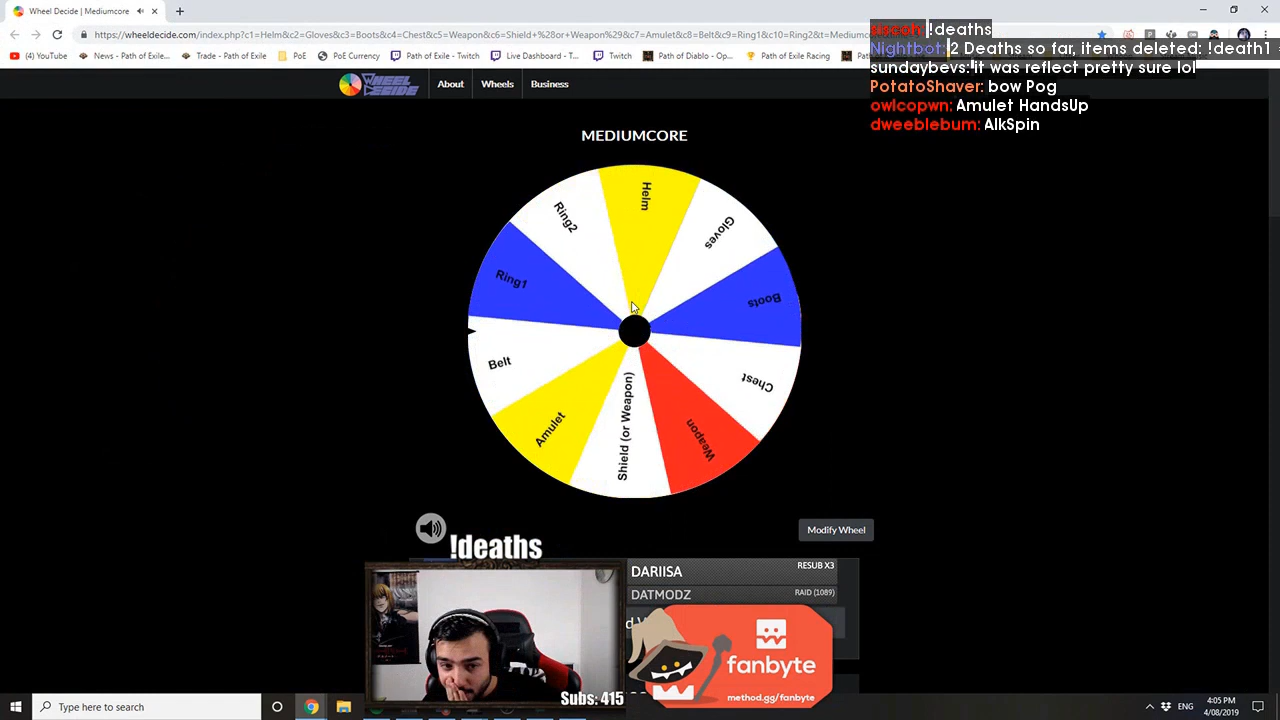 Wheel Decide | Mediumcore
wheeldecide.com/index.php?c1=Helm&c2=Gloves&c3=Boots&c4=Chest&c5=Weapon&c6=Shield+%28or+Weapon%29&c7=Amulet&c8=Belt&c9=Ring1&c10=Ring2&t=Medium
(4) YouTube
News - Path of Exile...
Trade - Path of Exile
PoE
PoE Currency
Path of Exile - Twitch
Live Dashboard - T...
Twitch
Path of Diablo - Op...
Path of Exile Racing
!deaths
Nightbot: 2 Deaths so far, items deleted: !death1
sundaybevs: it was reflect pretty sure lol
PotatoShaver: bow Pog
owlcopwn: Amulet HandsUp
dweeblebum: AlkSpin
WHEEL DECIDE
About
Wheels
Business
MEDIUMCORE
Helm
Gloves
Boots
Chest
Weapon
Shield (or Weapon)
Amulet
Belt
Ring1
Ring2
Modify Wheel
!deaths
DARIISA RESUB X3
DATMODZ RAID (1089)
fanbyte
method.gg/fanbyte
Subs: 415
Type here to search
ENG
4:05 PM
4/08/2019